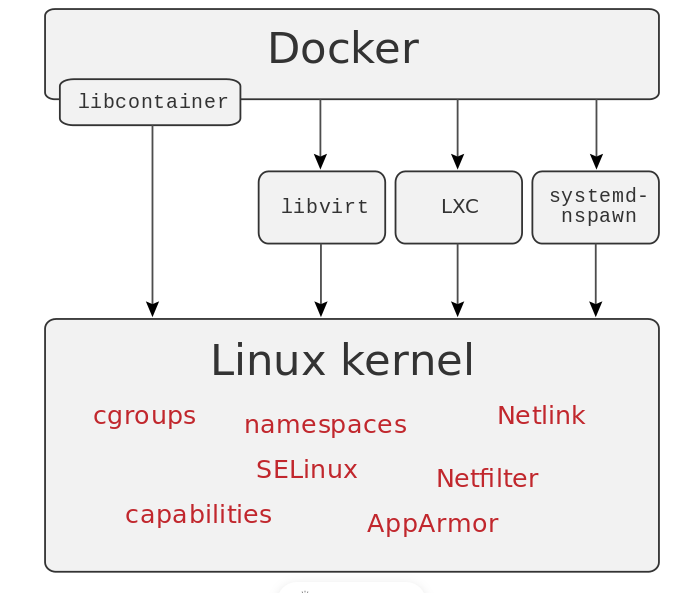 Docker
libcontainer
libvirt
LXC
systemd-
nspawn
Linux kernel
cgroups
namespaces
Netlink
SELinux
Netfilter
capabilities
AppArmor